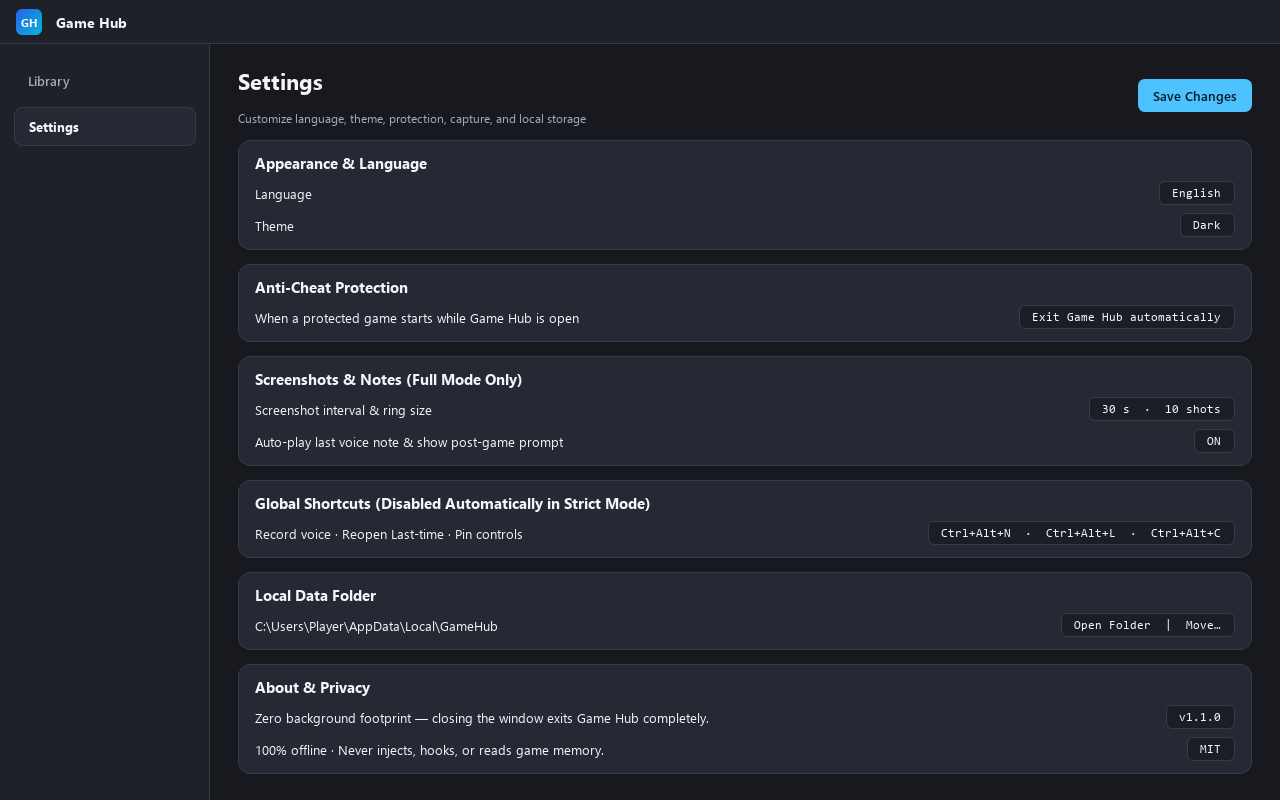 GH
Game Hub
Library
Settings
Settings
Save Changes
Customize language, theme, protection, capture, and local storage
Appearance & Language
Language
English
Theme
Dark
Anti-Cheat Protection
When a protected game starts while Game Hub is open
Exit Game Hub automatically
Screenshots & Notes (Full Mode Only)
Screenshot interval & ring size
30 s · 10 shots
Auto-play last voice note & show post-game prompt
ON
Global Shortcuts (Disabled Automatically in Strict Mode)
Record voice · Reopen Last-time · Pin controls
Ctrl+Alt+N · Ctrl+Alt+L · Ctrl+Alt+C
Local Data Folder
C:\Users\Player\AppData\Local\GameHub
Open Folder | Move…
About & Privacy
Zero background footprint — closing the window exits Game Hub completely.
v1.1.0
100% offline · Never injects, hooks, or reads game memory.
MIT